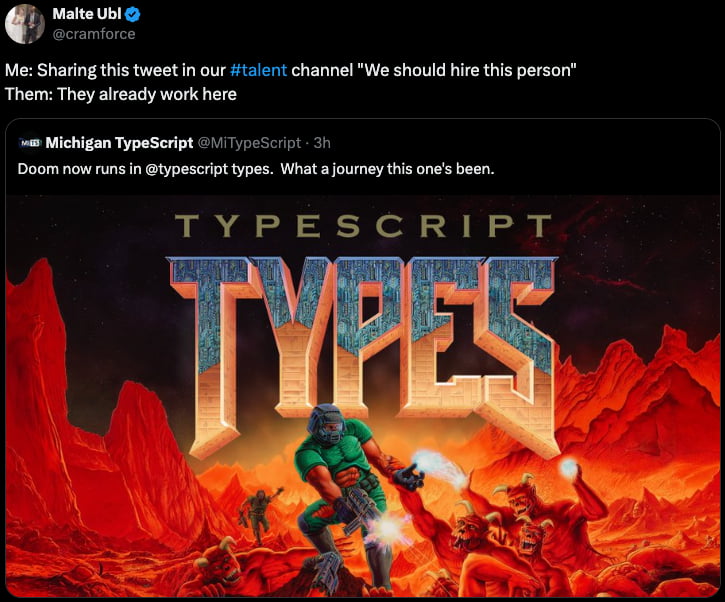 Malte Ubl
@cramforce
Me: Sharing this tweet in our #talent channel "We should hire this person"
Them: They already work here
MiTS Michigan TypeScript @MiTypeScript · 3h
Doom now runs in @typescript types.  What a journey this one's been.
TYPESCRIPT
TYPES